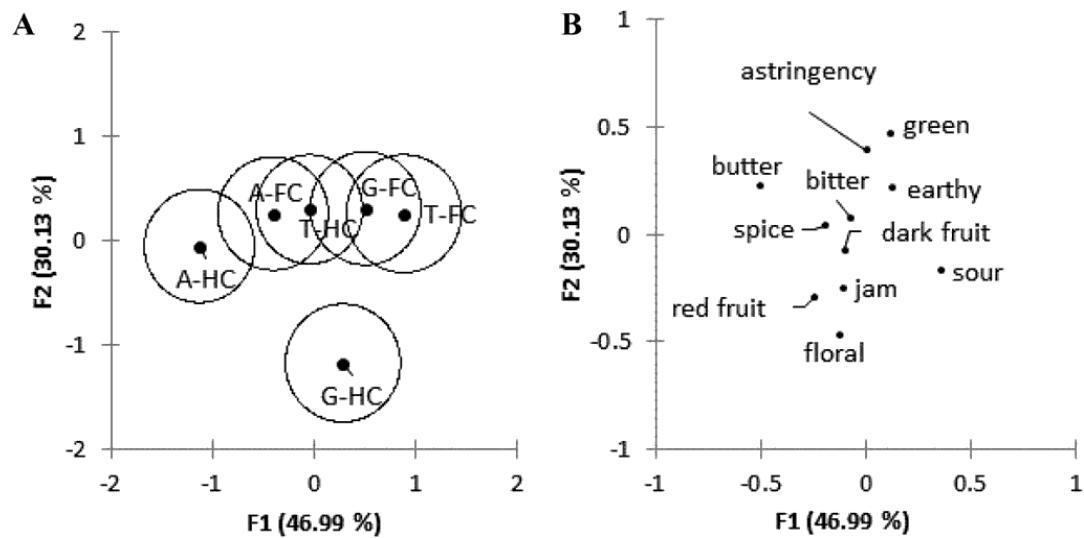 A
2
1
0
-1
-2
F2 (30.13 %)
A-FC
G-FC
T-HC
T-FC
A-HC
G-HC
-2 -1 0 1 2
F1 (46.99 %)
B
1
0.5
0
-0.5
-1
F2 (30.13 %)
astringency
green
butter
bitter
earthy
spice
dark fruit
sour
red fruit
jam
floral
-1 -0.5 0 0.5 1
F1 (46.99 %)